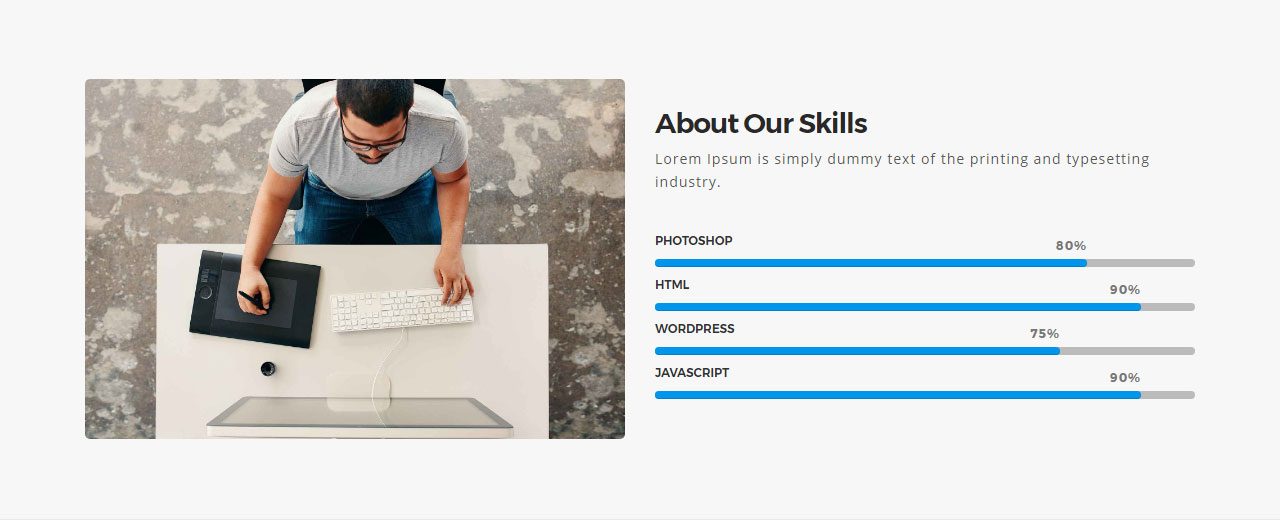 About Our Skills
Lorem Ipsum is simply dummy text of the printing and typesetting
industry.
PHOTOSHOP
80%
HTML
90%
WORDPRESS
75%
JAVASCRIPT
90%